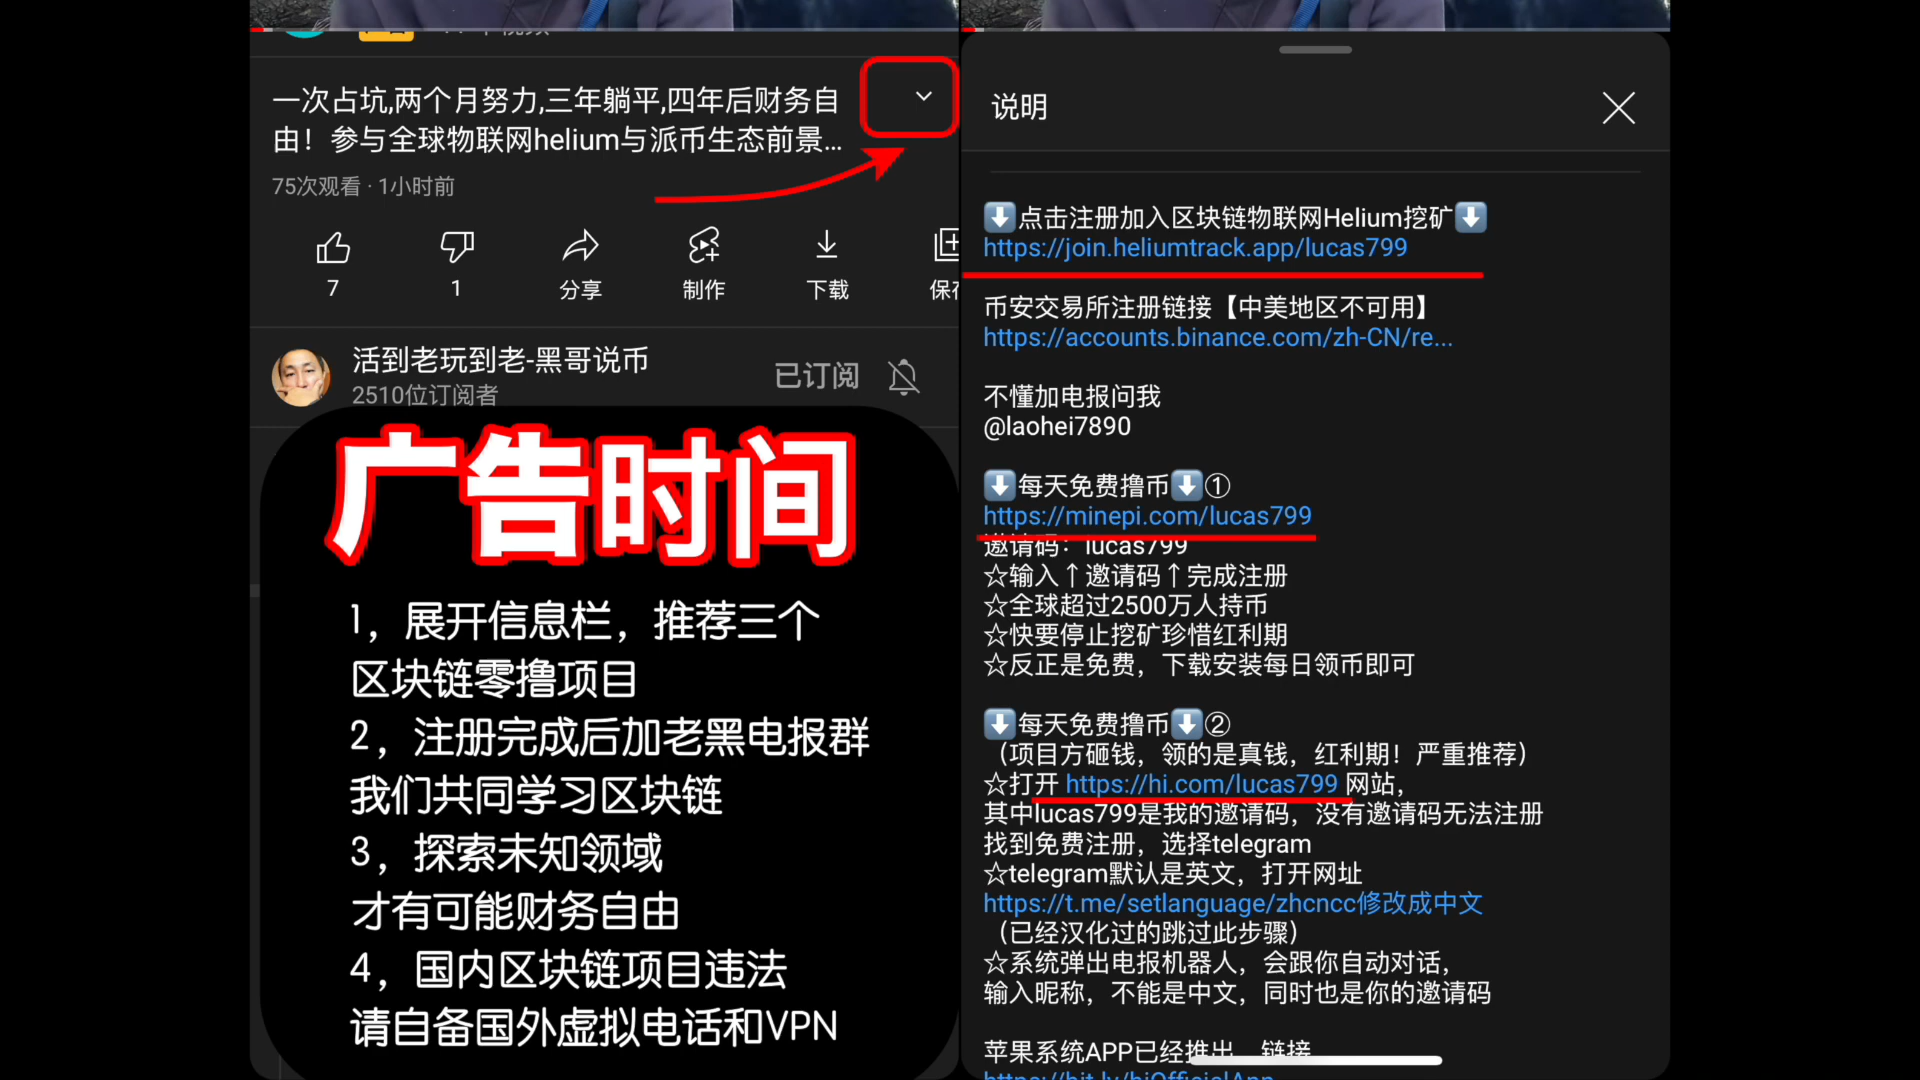 一次占坑,两个月努力,三年躺平,四年后财务自
由！参与全球物联网helium与派币生态前景...
75次观看 · 1小时前
7
1
分享
制作
下载
活到老玩到老-黑哥说币
2510位订阅者
已订阅
广告时间
1，展开信息栏，推荐三个
区块链零撸项目
2，注册完成后加老黑电报群
我们共同学习区块链
3，探索未知领域
才有可能财务自由
4，国内区块链项目违法
请自备国外虚拟电话和VPN
说明
⬇点击注册加入区块链物联网Helium挖矿⬇
https://join.heliumtrack.app/lucas799
币安交易所注册链接【中美地区不可用】
https://accounts.binance.com/zh-CN/re...
不懂加电报问我
@laohei7890
⬇每天免费撸币⬇①
https://minepi.com/lucas799
邀请码：lucas799
☆输入↑邀请码↑完成注册
☆全球超过2500万人持币
☆快要停止挖矿珍惜红利期
☆反正是免费，下载安装每日领币即可
⬇每天免费撸币⬇②
（项目方砸钱，领的是真钱，红利期！严重推荐）
☆打开 https://hi.com/lucas799 网站，
其中lucas799是我的邀请码，没有邀请码无法注册
找到免费注册，选择telegram
☆telegram默认是英文，打开网址
https://t.me/setlanguage/zhcncc修改成中文
（已经汉化过的跳过此步骤）
☆系统弹出电报机器人，会跟你自动对话，
输入昵称，不能是中文，同时也是你的邀请码
苹果系统APP已经推出，链接